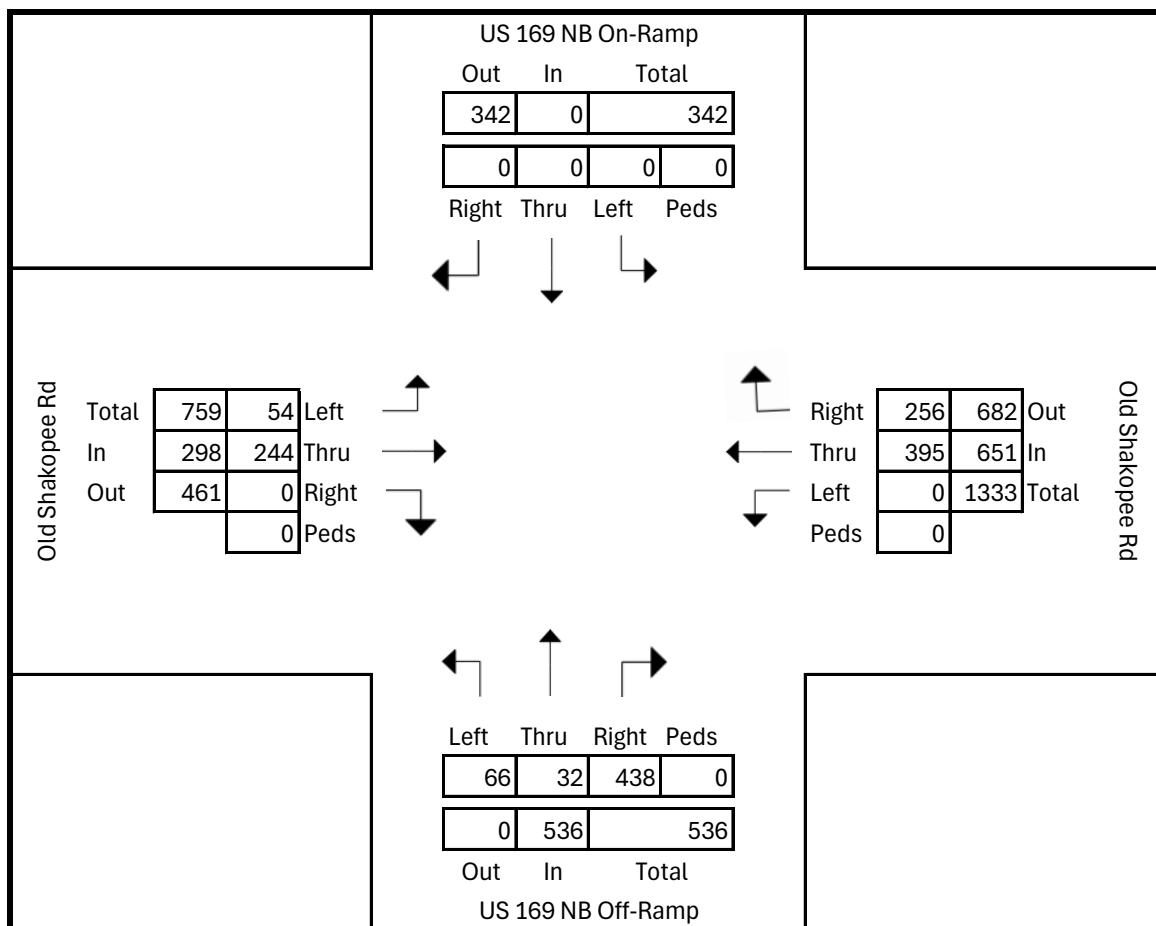 US 169 NB On-Ramp
Out In Total
342 0 342
0 0 0 0
Right Thru Left Peds
Old Shakopee Rd
Total 759 54 Left
In 298 244 Thru
Out 461 0 Right
0 Peds
Right 256 682 Out
Thru 395 651 In
Left 0 1333 Total
Peds 0
Old Shakopee Rd
Left Thru Right Peds
66 32 438 0
0 536 536
Out In Total
US 169 NB Off-Ramp